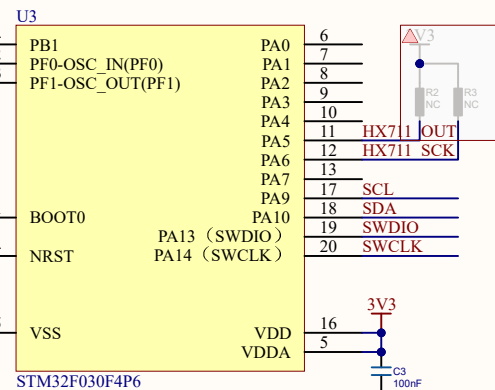 U3
PB1
PF0-OSC_IN(PF0)
PF1-OSC_OUT(PF1)
BOOT0
NRST
VSS
PA0 6
PA1 7
PA2 8
PA3 9
PA4 10
PA5 11 HX711_OUT
PA6 12 HX711_SCK
PA7 13
PA9 17 SCL
PA10 18 SDA
PA13（SWDIO） 19 SWDIO
PA14（SWCLK） 20 SWCLK
VDD 16
VDDA 5
V3
R2
NC
R3
NC
3V3
C3
100nF
STM32F030F4P6